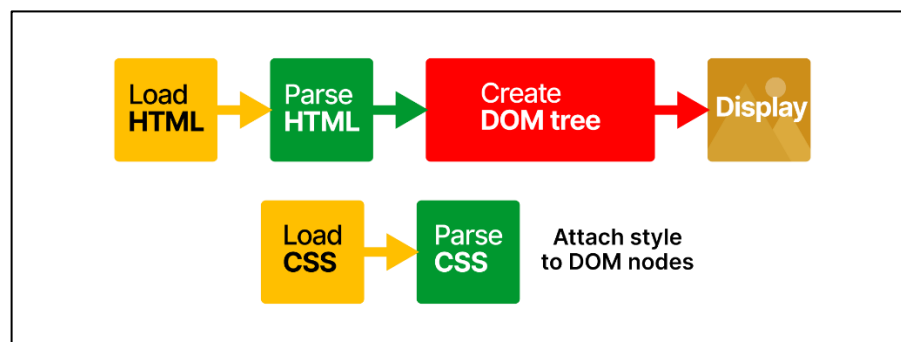 Load
HTML
Parse
HTML
Create
DOM tree
Display
Load
CSS
Parse
CSS
Attach style
to DOM nodes